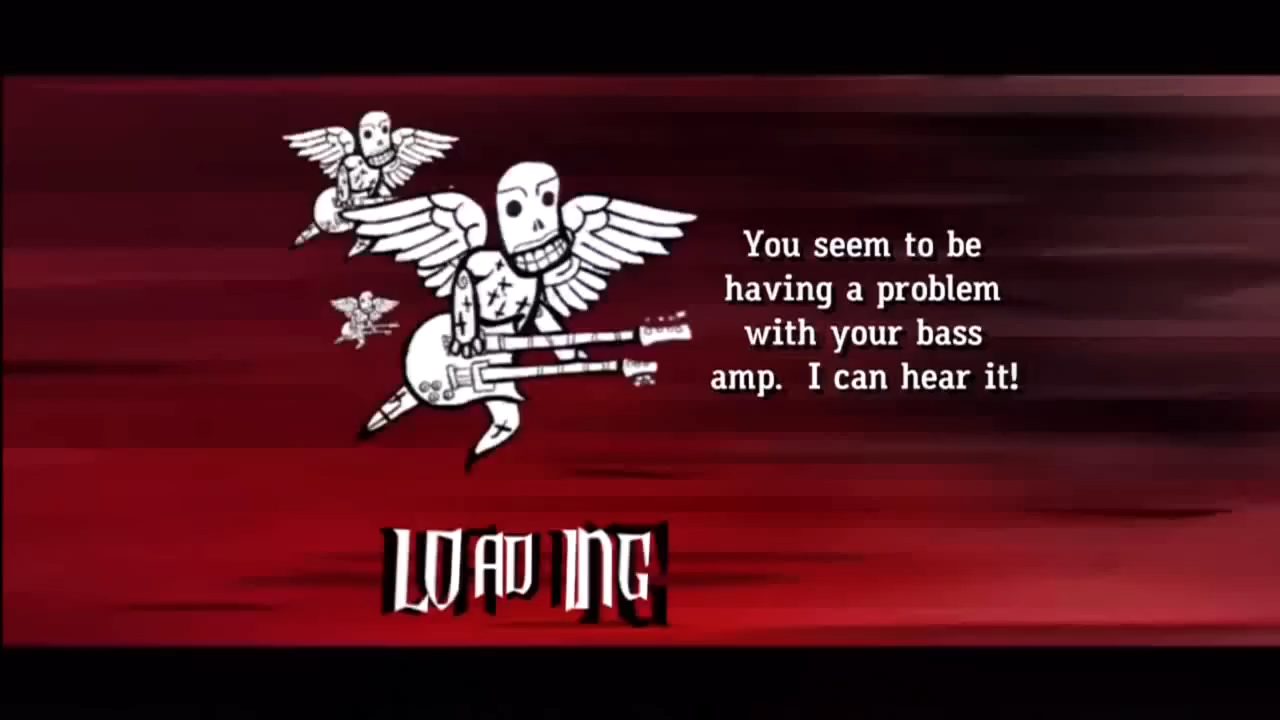 You seem to be
having a problem
with your bass
amp.  I can hear it!
LOADING